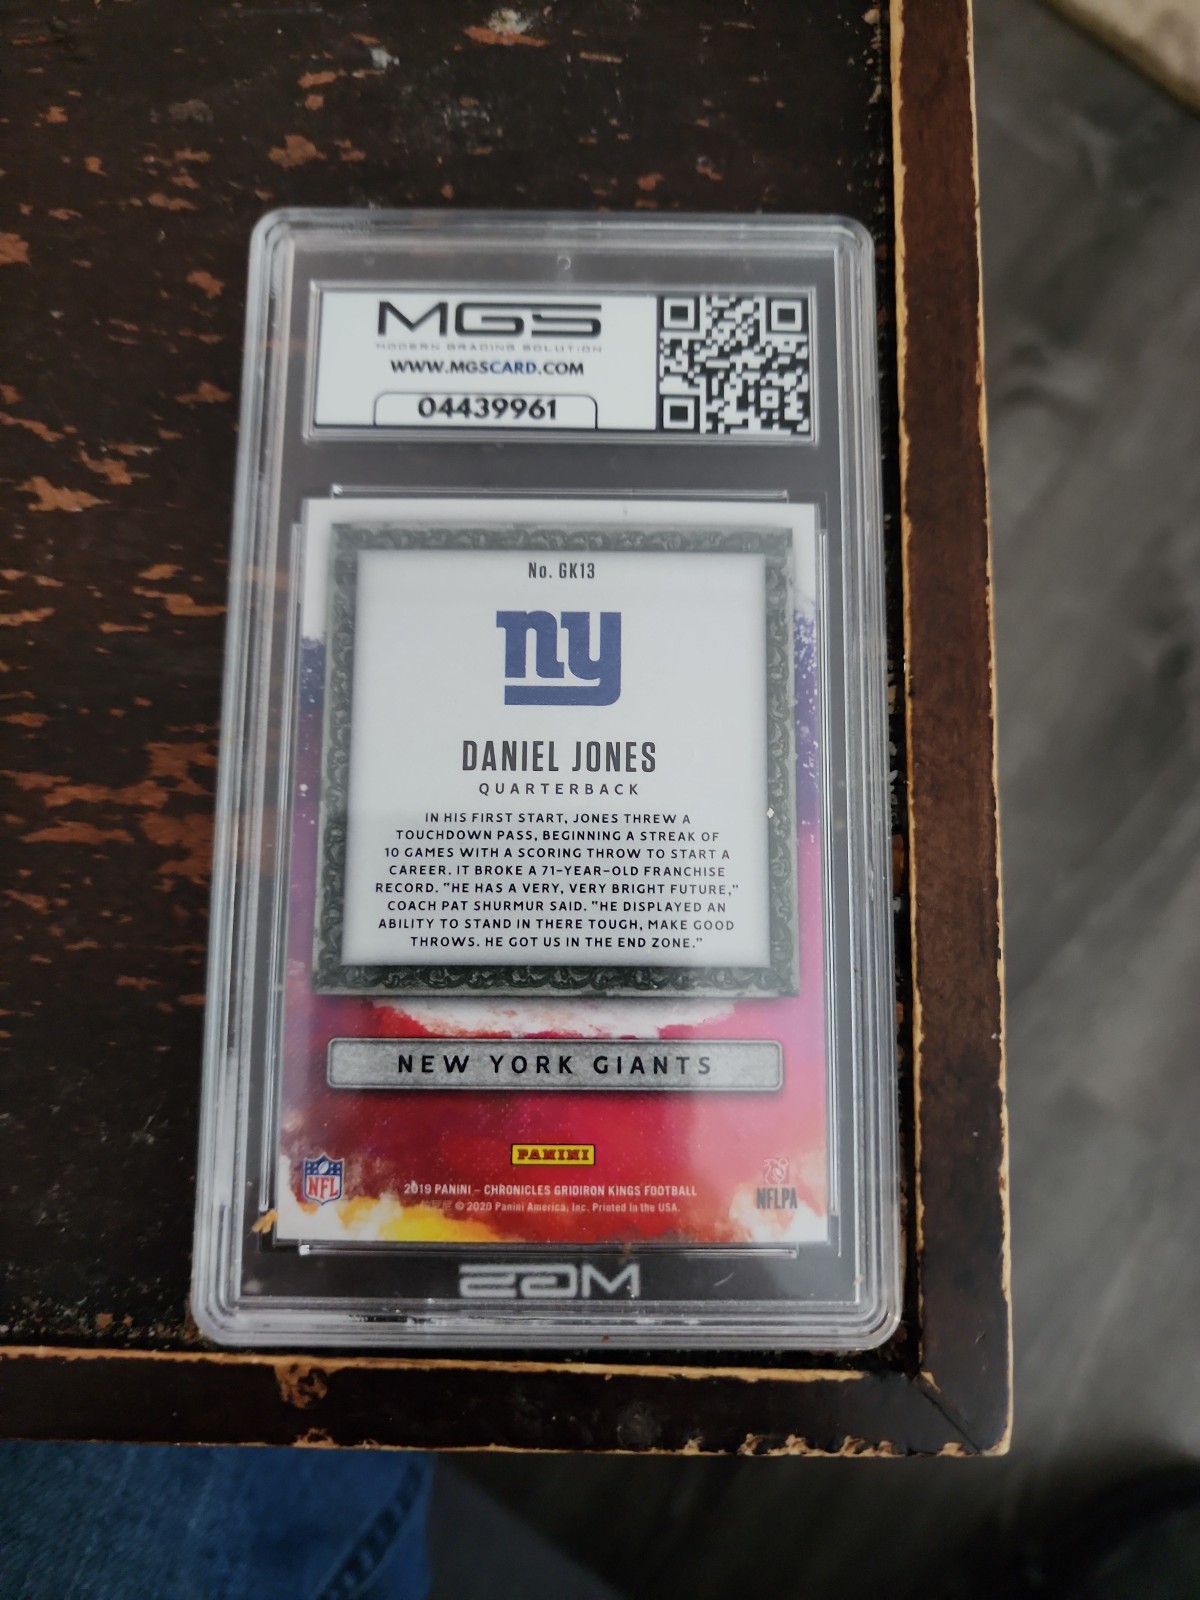 MGS
MODERN GRADING SOLUTION
WWW.MGSCARD.COM
04439961
No. GK13
ny
DANIEL JONES
QUARTERBACK
IN HIS FIRST START, JONES THREW A
TOUCHDOWN PASS, BEGINNING A STREAK OF
10 GAMES WITH A SCORING THROW TO START A
CAREER. IT BROKE A 71-YEAR-OLD FRANCHISE
RECORD. "HE HAS A VERY, VERY BRIGHT FUTURE,"
COACH PAT SHURMUR SAID. "HE DISPLAYED AN
ABILITY TO STAND IN THERE TOUGH, MAKE GOOD
THROWS. HE GOT US IN THE END ZONE."
NEW YORK GIANTS
PANINI
NFL
2019 PANINI – CHRONICLES GRIDIRON KINGS FOOTBALL
© 2020 Panini America, Inc. Printed in the USA.
NFLPA
MGS